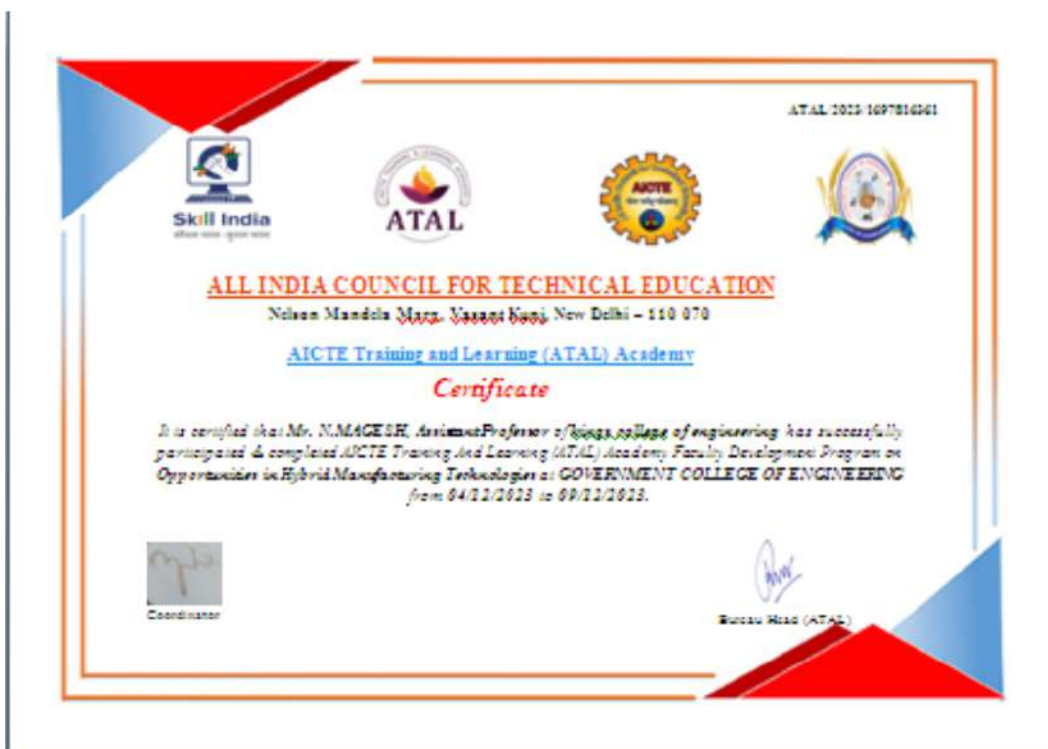 ATAL/2023/1697816361
Skill India
ATAL
AICTE
ALL INDIA COUNCIL FOR TECHNICAL EDUCATION
Nelson Mandela Marg, Vasant Kunj, New Delhi – 110 070
AICTE Training and Learning (ATAL) Academy
Certificate
It is certified that Mr. N.MAGESH, Assistant Professor of kings college of engineering has successfully
participated & completed AICTE Training And Learning (ATAL) Academy Faculty Development Program on
Opportunities in Hybrid Manufacturing Technologies at GOVERNMENT COLLEGE OF ENGINEERING
from 04/12/2023 to 09/12/2023.
Coordinator
Bureau Head (ATAL)